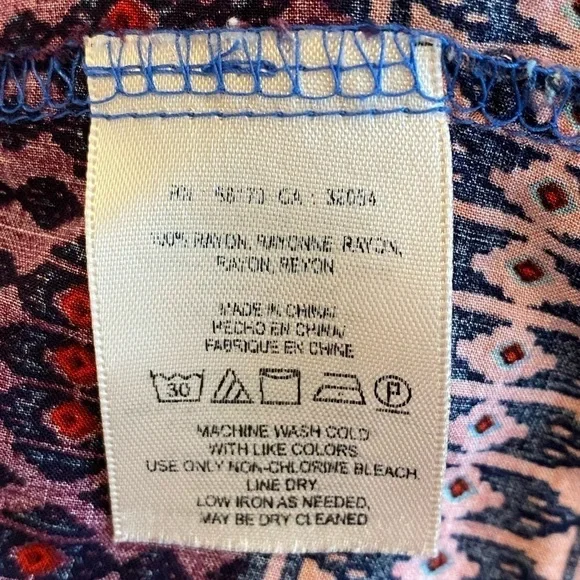 RN : 58170 CA : 32054
100% RAYON, RAYONNE, RAYON,
RAYON, REYON
MADE IN CHINA/
HECHO EN CHINA/
FABRIQUE EN CHINE
30 P
MACHINE WASH COLD
WITH LIKE COLORS
USE ONLY NON-CHLORINE BLEACH.
LINE DRY
LOW IRON AS NEEDED,
MAY BE DRY CLEANED